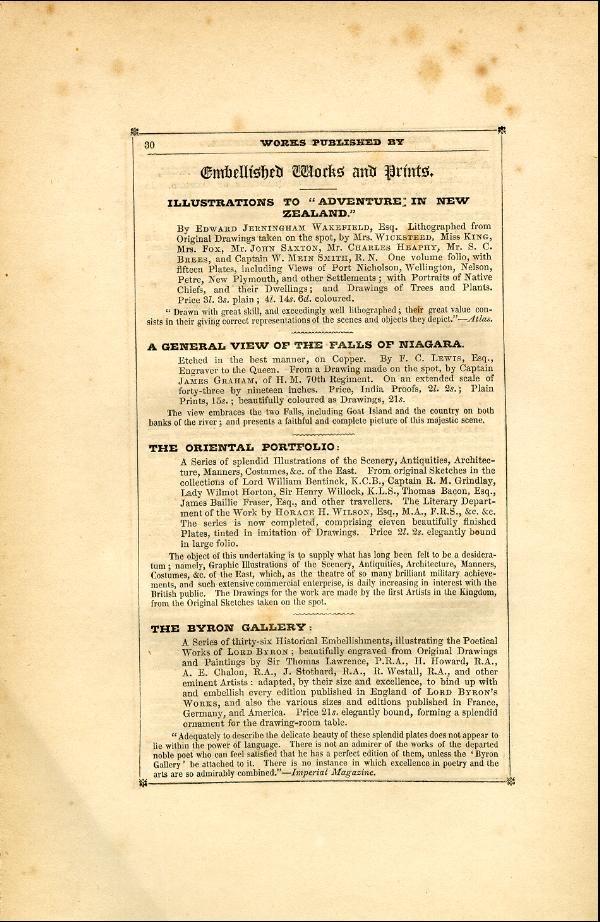 30 WORKS PUBLISHED BY
Embellished Works and Prints.
ILLUSTRATIONS TO "ADVENTURE; IN NEW
ZEALAND."
By EDWARD JERNINGHAM WAKEFIELD, Esq. Lithographed from
Original Drawings taken on the spot, by Mrs. WICKSTEED, Miss KING,
Mrs. FOX, Mr. JOHN SAXTON, Mr. CHARLES HEAPHY, Mr. S. C.
BREES, and Captain W. MEIN SMITH, R. N. One volume folio, with
fifteen Plates, including Views of Port Nicholson, Wellington, Nelson,
Petre, New Plymouth, and other Settlements; with Portraits of Native
Chiefs, and their Dwellings; and Drawings of Trees and Plants.
Price 3l. 3s. plain; 4l. 14s. 6d. coloured.
"Drawn with great skill, and exceedingly well lithographed; their great value con-
sists in their giving correct representations of the scenes and objects they depict."—Atlas.
A GENERAL VIEW OF THE FALLS OF NIAGARA.
Etched in the best manner, on Copper. By F. C. LEWIS, Esq.,
Engraver to the Queen. From a Drawing made on the spot, by Captain
JAMES GRAHAM, of H. M. 70th Regiment. On an extended scale of
forty-three by nineteen inches. Price, India Proofs, 2l. 2s.; Plain
Prints, 15s.; beautifully coloured as Drawings, 21s.
The view embraces the two Falls, including Goat Island and the country on both
banks of the river; and presents a faithful and complete picture of this majestic scene.
THE ORIENTAL PORTFOLIO:
A Series of splendid Illustrations of the Scenery, Antiquities, Architec-
ture, Manners, Costumes, &c. of the East. From original Sketches in the
collections of Lord William Bentinck, K.C.B., Captain R. M. Grindlay,
Lady Wilmot Horton, Sir Henry Willock, K.L.S., Thomas Bacon, Esq.,
James Baillie Fraser, Esq., and other travellers. The Literary Depart-
ment of the Work by HORACE H. WILSON, Esq., M.A., F.R.S., &c. &c.
The series is now completed, comprising eleven beautifully finished
Plates, tinted in imitation of Drawings. Price 2l. 2s. elegantly bound
in large folio.
The object of this undertaking is to supply what has long been felt to be a desidera-
tum; namely, Graphic Illustrations of the Scenery, Antiquities, Architecture, Manners,
Costumes, &c. of the East, which, as the theatre of so many brilliant military achieve-
ments, and such extensive commercial enterprise, is daily increasing in interest with the
British public. The Drawings for the work are made by the first Artists in the Kingdom,
from the Original Sketches taken on the spot.
THE BYRON GALLERY:
A Series of thirty-six Historical Embellishments, illustrating the Poetical
Works of LORD BYRON; beautifully engraved from Original Drawings
and Paintings by Sir Thomas Lawrence, P.R.A., H. Howard, R.A.,
A. E. Chalon, R.A., J. Stothard, R.A., R. Westall, R.A., and other
eminent Artists: adapted, by their size and excellence, to bind up with
and embellish every edition published in England of LORD BYRON'S
WORKS, and also the various sizes and editions published in France,
Germany, and America. Price 21s. elegantly bound, forming a splendid
ornament for the drawing-room table.
"Adequately to describe the delicate beauty of these splendid plates does not appear to
lie within the power of language. There is not an admirer of the works of the departed
noble poet who can feel satisfied that he has a perfect edition of them, unless the 'Byron
Gallery' be attached to it. There is no instance in which excellence in poetry and the
arts are so admirably combined."—Imperial Magazine.